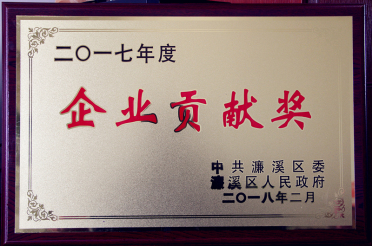 二〇一七年度
企业贡献奖
中共濂溪区委
濂溪区人民政府
二〇一八年二月